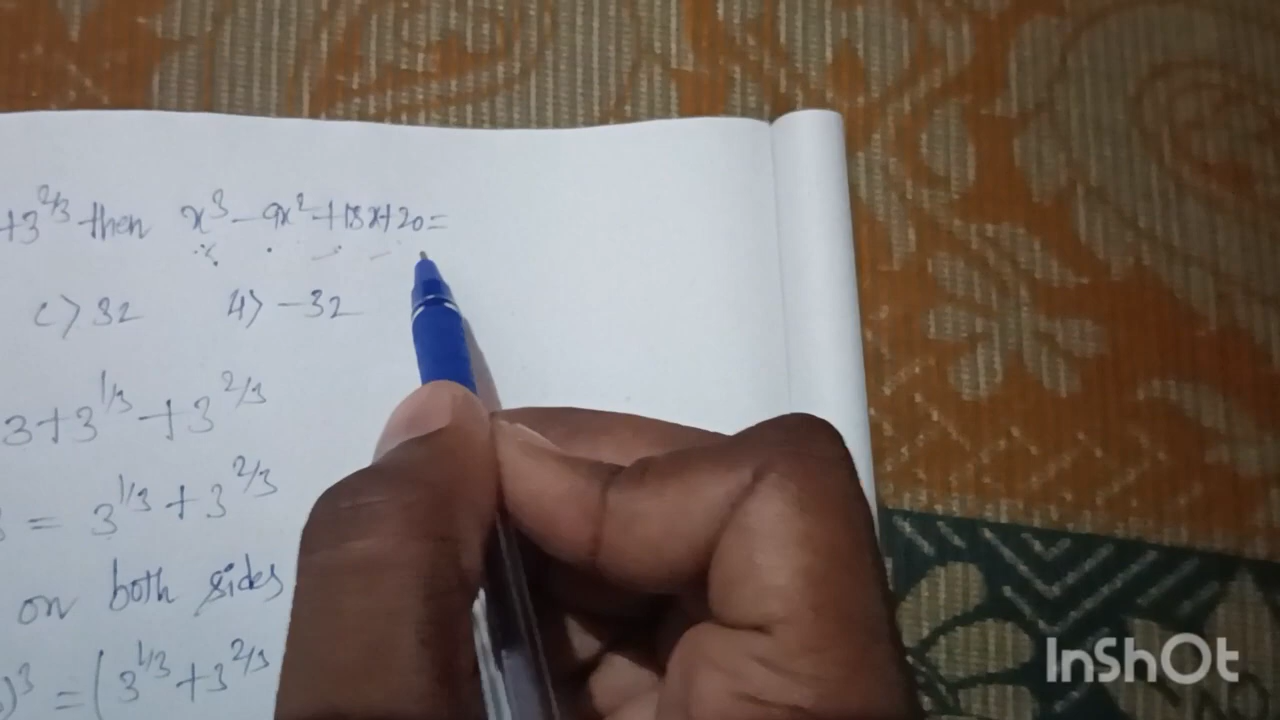 +3^2/3 then x^3 - 9x^2 + 18x + 20 =
c> 32 4> -32
3 + 3^1/3 + 3^2/3
= 3^1/3 + 3^2/3
on both sides
)^3 = (3^1/3 + 3^2/3
InShOt